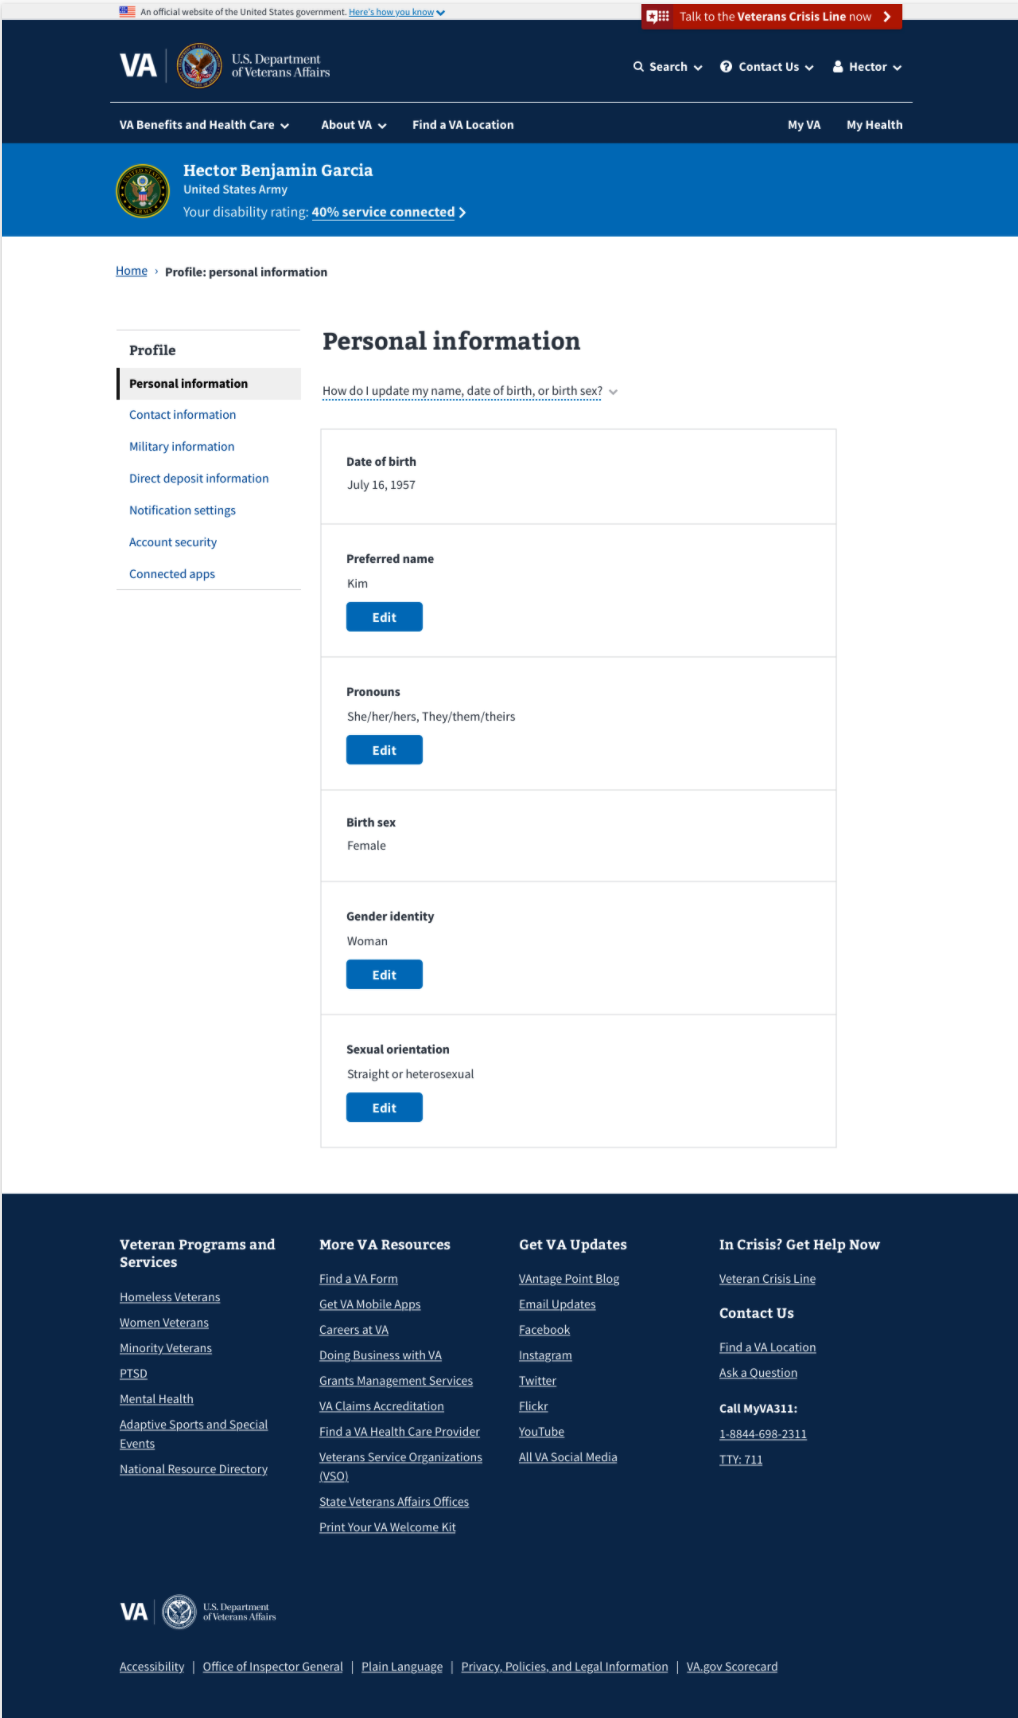 An official website of the United States government. Here's how you know
Talk to the Veterans Crisis Line now
VA
U.S. Department
of Veterans Affairs
Search
Contact Us
Hector
VA Benefits and Health Care
About VA
Find a VA Location
My VA
My Health
Hector Benjamin Garcia
United States Army
Your disability rating: 40% service connected
Home › Profile: personal information
Profile
Personal information
Contact information
Military information
Direct deposit information
Notification settings
Account security
Connected apps
Personal information
How do I update my name, date of birth, or birth sex?
Date of birth
July 16, 1957
Preferred name
Kim
Edit
Pronouns
She/her/hers, They/them/theirs
Edit
Birth sex
Female
Gender identity
Woman
Edit
Sexual orientation
Straight or heterosexual
Edit
Veteran Programs and
Services
Homeless Veterans
Women Veterans
Minority Veterans
PTSD
Mental Health
Adaptive Sports and Special
Events
National Resource Directory
More VA Resources
Find a VA Form
Get VA Mobile Apps
Careers at VA
Doing Business with VA
Grants Management Services
VA Claims Accreditation
Find a VA Health Care Provider
Veterans Service Organizations
(VSO)
State Veterans Affairs Offices
Print Your VA Welcome Kit
Get VA Updates
VAntage Point Blog
Email Updates
Facebook
Instagram
Twitter
Flickr
YouTube
All VA Social Media
In Crisis? Get Help Now
Veteran Crisis Line
Contact Us
Find a VA Location
Ask a Question
Call MyVA311:
1-8844-698-2311
TTY: 711
VA
U.S. Department
of Veterans Affairs
Accessibility | Office of Inspector General | Plain Language | Privacy, Policies, and Legal Information | VA.gov Scorecard